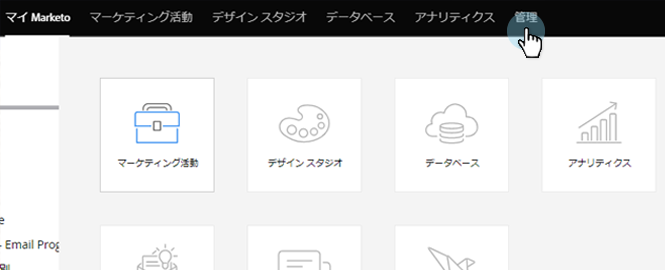 マイ Marketo マーケティング活動 デザイン スタジオ データベース アナリティクス 管理
マーケティング活動 デザイン スタジオ データベース アナリティクス
e
- Email Prog
別